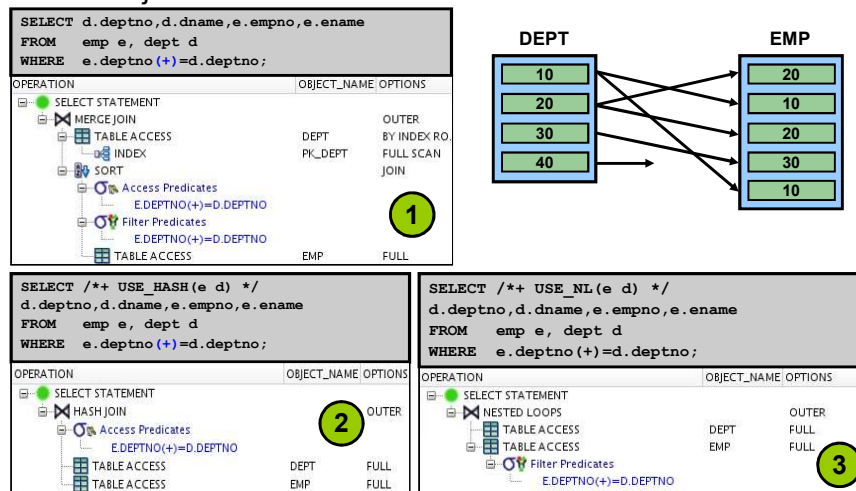 SELECT d.deptno,d.dname,e.empno,e.ename
FROM emp e, dept d
WHERE e.deptno(+)=d.deptno;
OPERATION OBJECT_NAME OPTIONS
SELECT STATEMENT
MERGE JOIN OUTER
TABLE ACCESS DEPT BY INDEX RO.
INDEX PK_DEPT FULL SCAN
SORT JOIN
Access Predicates
E.DEPTNO(+)=D.DEPTNO
Filter Predicates
E.DEPTNO(+)=D.DEPTNO
TABLE ACCESS EMP FULL
1
DEPT EMP
10 20
20 10
30 20
40 30
10
SELECT /*+ USE_HASH(e d) */
d.deptno,d.dname,e.empno,e.ename
FROM emp e, dept d
WHERE e.deptno(+)=d.deptno;
OPERATION OBJECT_NAME OPTIONS
SELECT STATEMENT
HASH JOIN OUTER
Access Predicates
E.DEPTNO(+)=D.DEPTNO
TABLE ACCESS DEPT FULL
TABLE ACCESS EMP FULL
2
SELECT /*+ USE_NL(e d) */
d.deptno,d.dname,e.empno,e.ename
FROM emp e, dept d
WHERE e.deptno(+)=d.deptno;
OPERATION OBJECT_NAME OPTIONS
SELECT STATEMENT
NESTED LOOPS OUTER
TABLE ACCESS DEPT FULL
TABLE ACCESS EMP FULL
Filter Predicates
E.DEPTNO(+)=D.DEPTNO
3